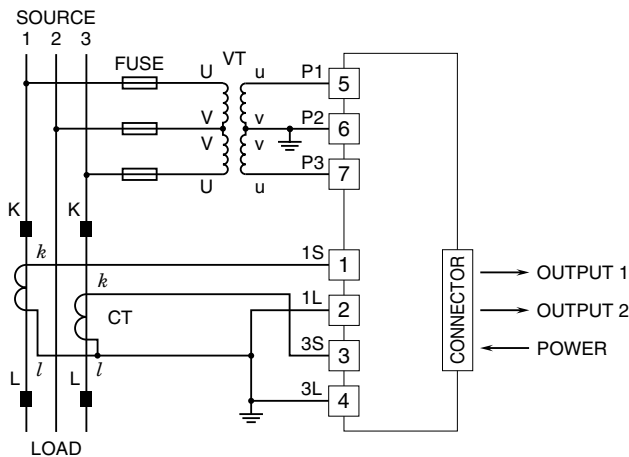 SOURCE
1 2 3
FUSE
VT
U u P1 5
V v P2 6
V v
U u P3 7
K K
k 1S 1
k 1L 2
CT
3S 3
l l
L L 3L 4
LOAD
CONNECTOR
OUTPUT 1
OUTPUT 2
POWER